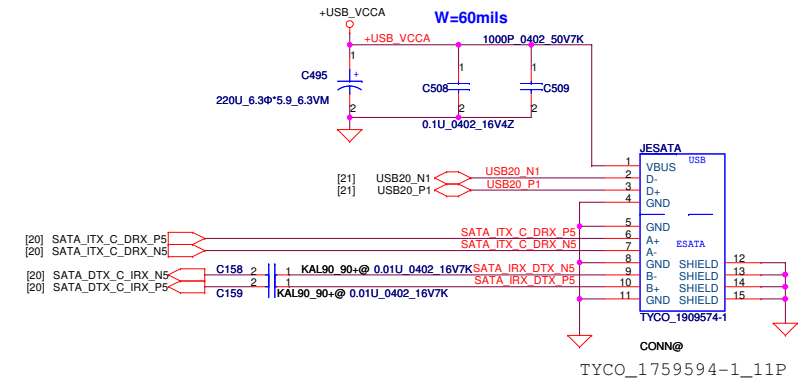 +USB_VCCA
W=60mils
+USB_VCCA
1000P_0402_50V7K
1
1
1
C495
+
C508
C509
220U_6.3Φ*5.9_6.3VM
2
2
2
0.1U_0402_16V4Z
JESATA
USB
1 VBUS
[21] USB20_N1 USB20_N1 2 D-
[21] USB20_P1 USB20_P1 3 D+
4 GND
5 GND
[20] SATA_ITX_C_DRX_P5 SATA_ITX_C_DRX_P5 6 A+
ESATA
[20] SATA_ITX_C_DRX_N5 SATA_ITX_C_DRX_N5 7 A-
8 GND SHIELD 12
[20] SATA_DTX_C_IRX_N5 C158 2 1 KAL90_90+@ 0.01U_0402_16V7K SATA_IRX_DTX_N5 9 B- SHIELD 13
[20] SATA_DTX_C_IRX_P5 2 1 SATA_IRX_DTX_P5 10 B+ SHIELD 14
C159 KAL90_90+@ 0.01U_0402_16V7K 11 GND SHIELD 15
TYCO_1909574-1
CONN@
TYCO_1759594-1_11P